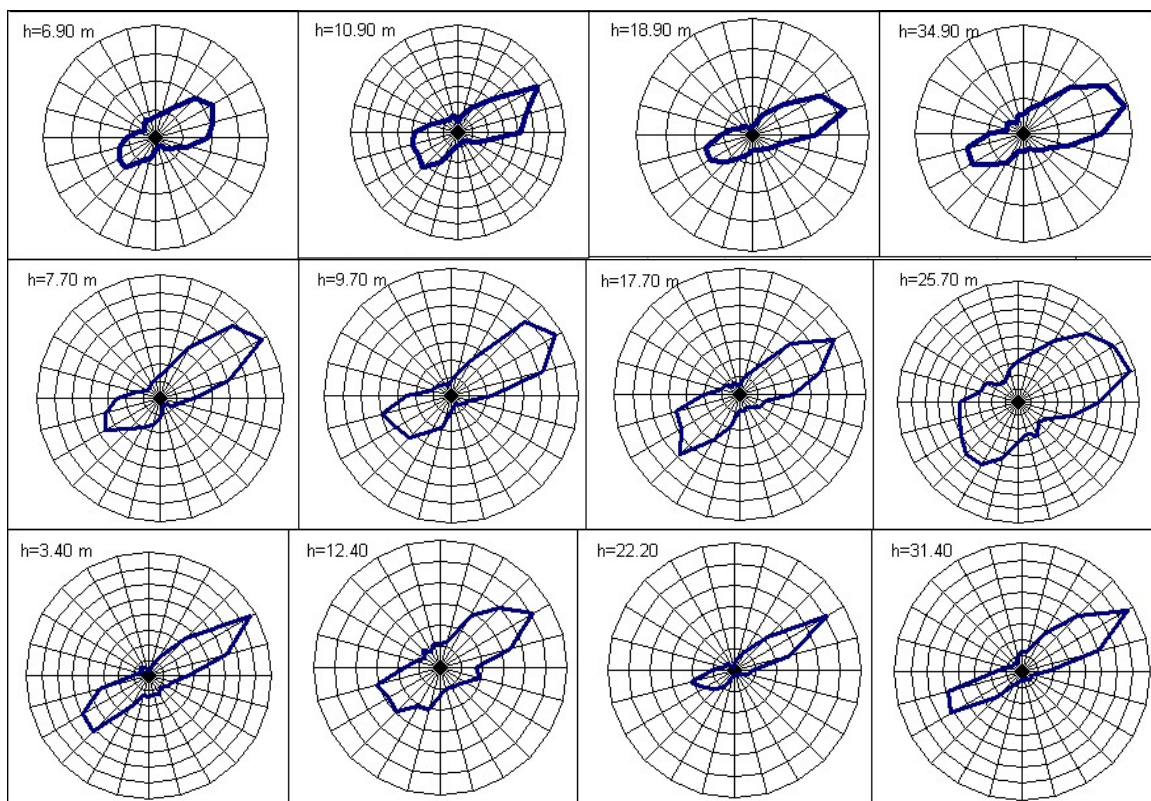 h=6.90 m
h=10.90 m
h=18.90 m
h=34.90 m
h=7.70 m
h=9.70 m
h=17.70 m
h=25.70 m
h=3.40 m
h=12.40
h=22.20
h=31.40